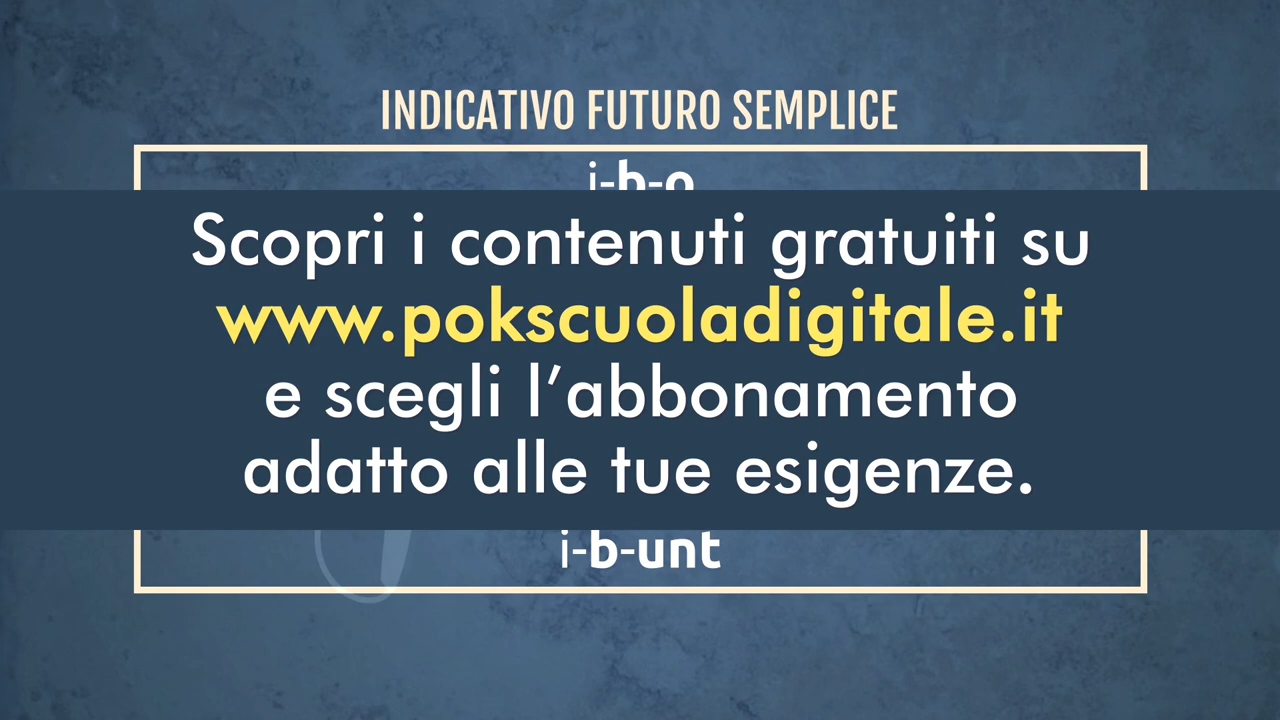 INDICATIVO FUTURO SEMPLICE
i-b-o
Scopri i contenuti gratuiti su
www.pokscuoladigitale.it
e scegli l’abbonamento
adatto alle tue esigenze.
i-b-unt